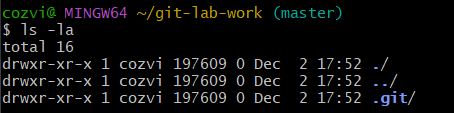 cozvi@ MINGW64 ~/git-lab-work (master)
$ ls -la
total 16
drwxr-xr-x 1 cozvi 197609 0 Dec  2 17:52 ./
drwxr-xr-x 1 cozvi 197609 0 Dec  2 17:52 ../
drwxr-xr-x 1 cozvi 197609 0 Dec  2 17:52 .git/